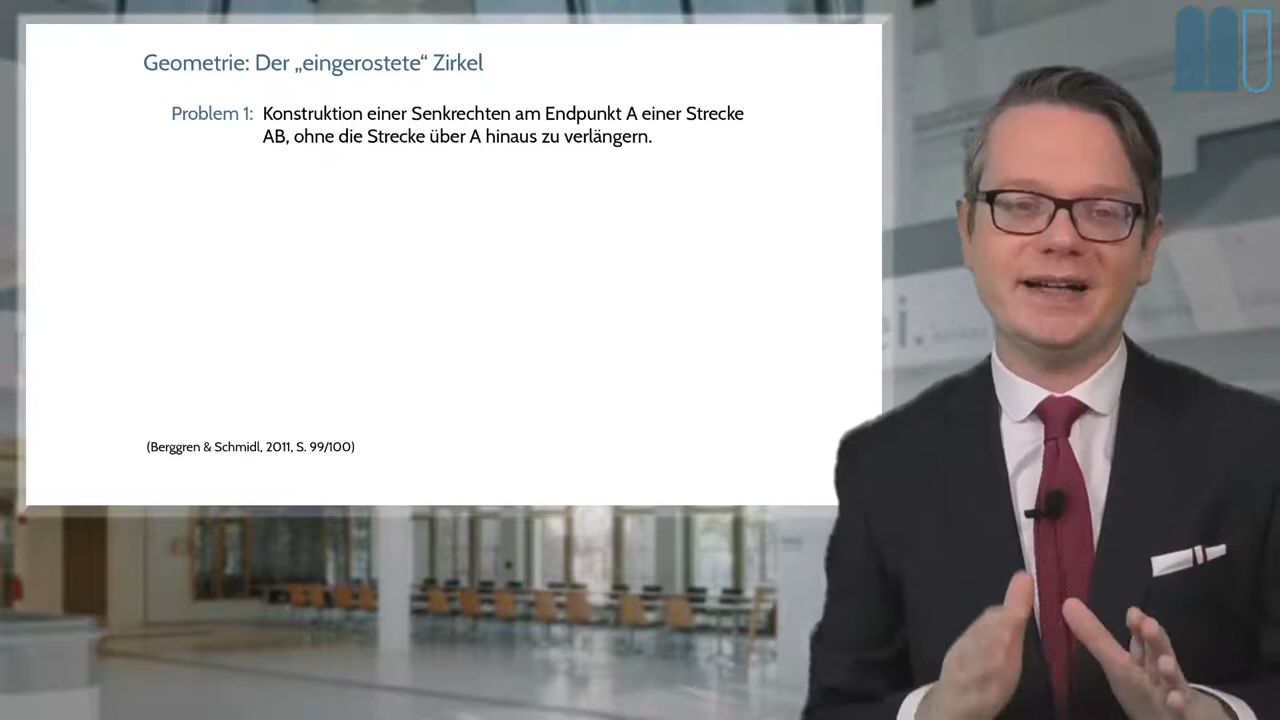 Geometrie: Der „eingerostete“ Zirkel
Problem 1: Konstruktion einer Senkrechten am Endpunkt A einer Strecke
AB, ohne die Strecke über A hinaus zu verlängern.
(Berggren & Schmidl, 2011, S. 99/100)
ei.